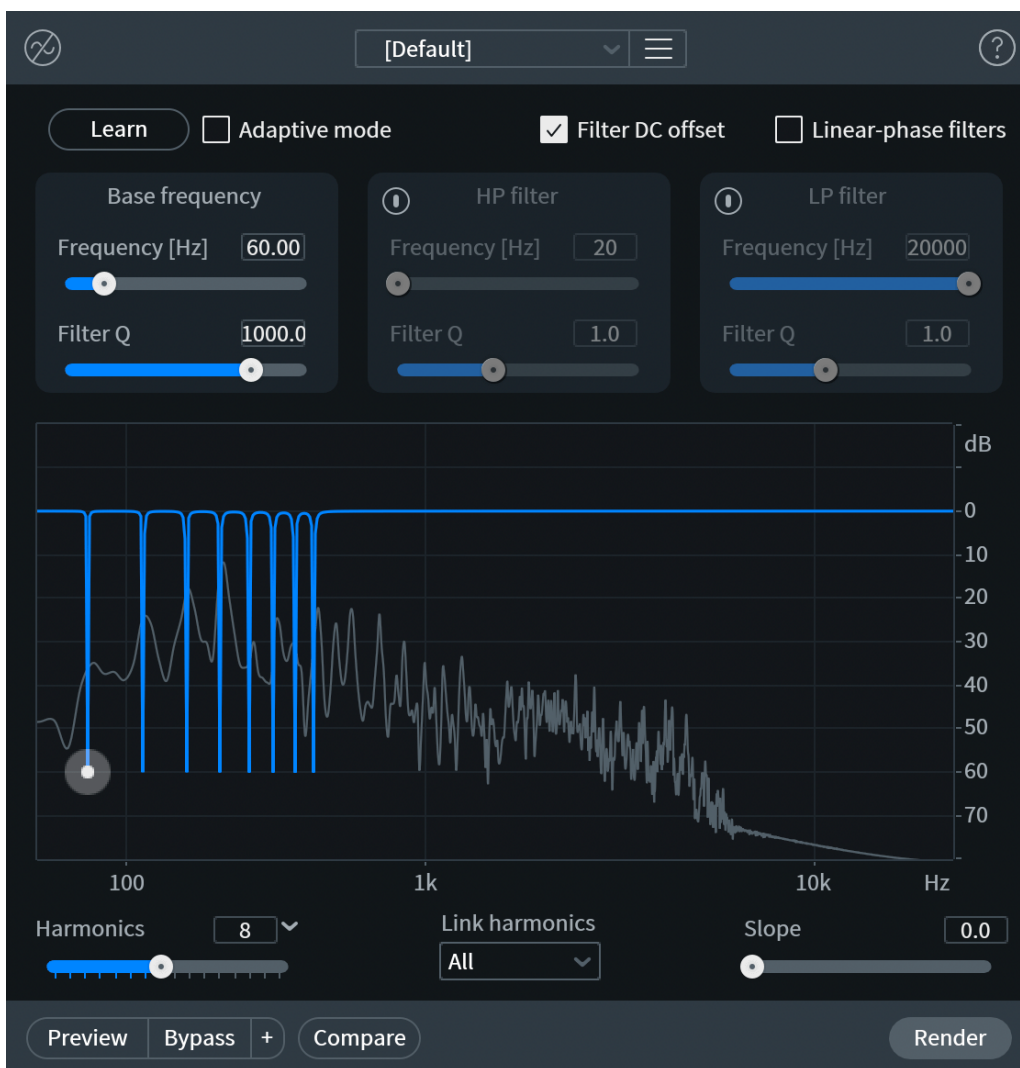 [Default]
?
Learn
Adaptive mode
Filter DC offset
Linear-phase filters
Base frequency
Frequency [Hz] 60.00
Filter Q 1000.0
HP filter
Frequency [Hz] 20
Filter Q 1.0
LP filter
Frequency [Hz] 20000
Filter Q 1.0
dB
-0
-10
-20
-30
-40
-50
-60
-70
100 1k 10k Hz
Harmonics 8
Link harmonics
All
Slope 0.0
Preview Bypass + Compare Render